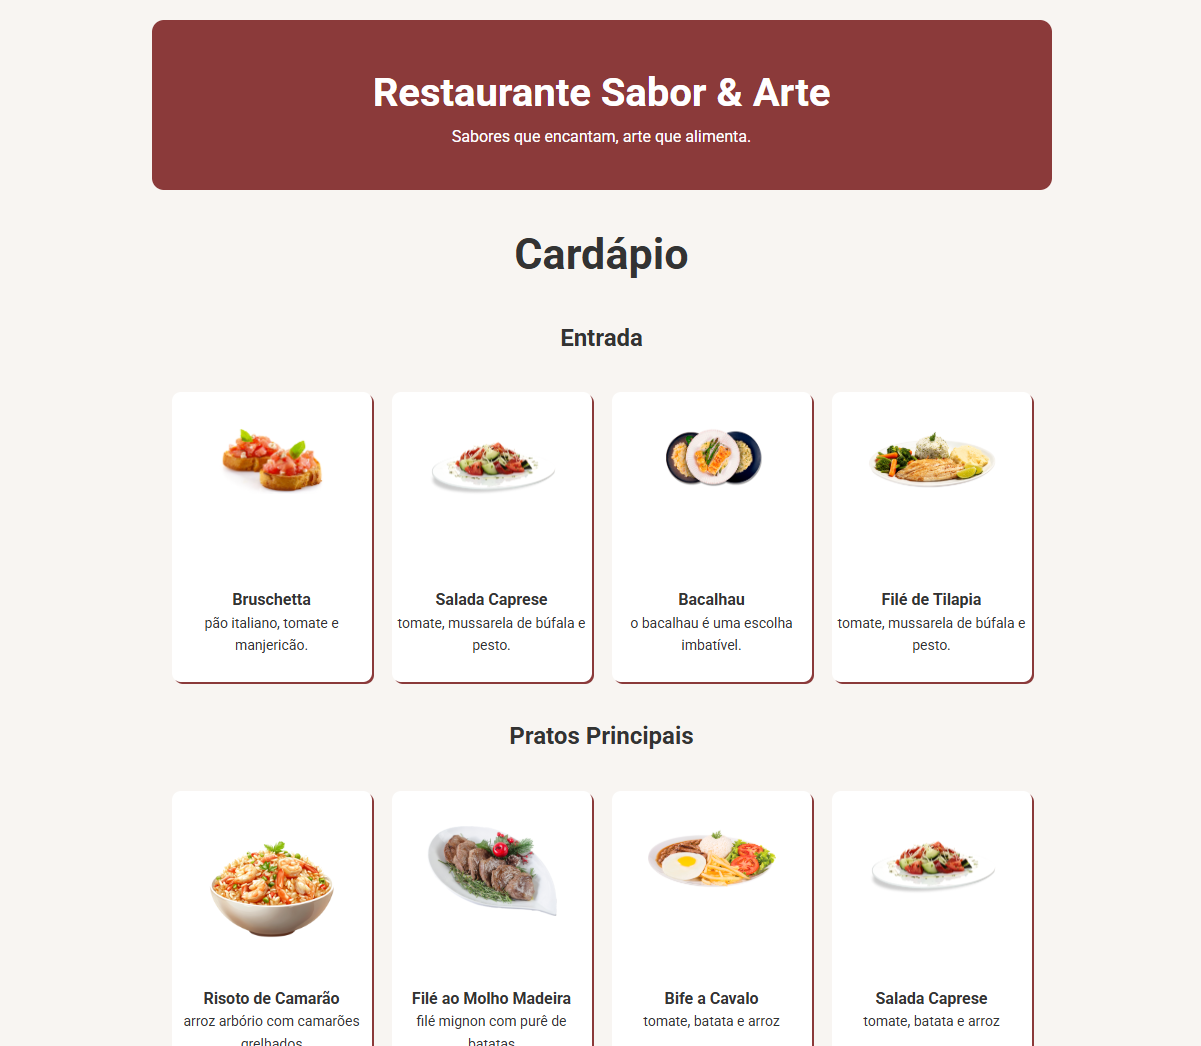 Restaurante Sabor & Arte
Sabores que encantam, arte que alimenta.
Cardápio
Entrada
Bruschetta
pão italiano, tomate e
manjericão.
Salada Caprese
tomate, mussarela de búfala e
pesto.
Bacalhau
o bacalhau é uma escolha
imbatível.
Filé de Tilapia
tomate, mussarela de búfala e
pesto.
Pratos Principais
Risoto de Camarão
arroz arbório com camarões
grelhados
Filé ao Molho Madeira
filé mignon com purê de
batatas
Bife a Cavalo
tomate, batata e arroz
Salada Caprese
tomate, batata e arroz